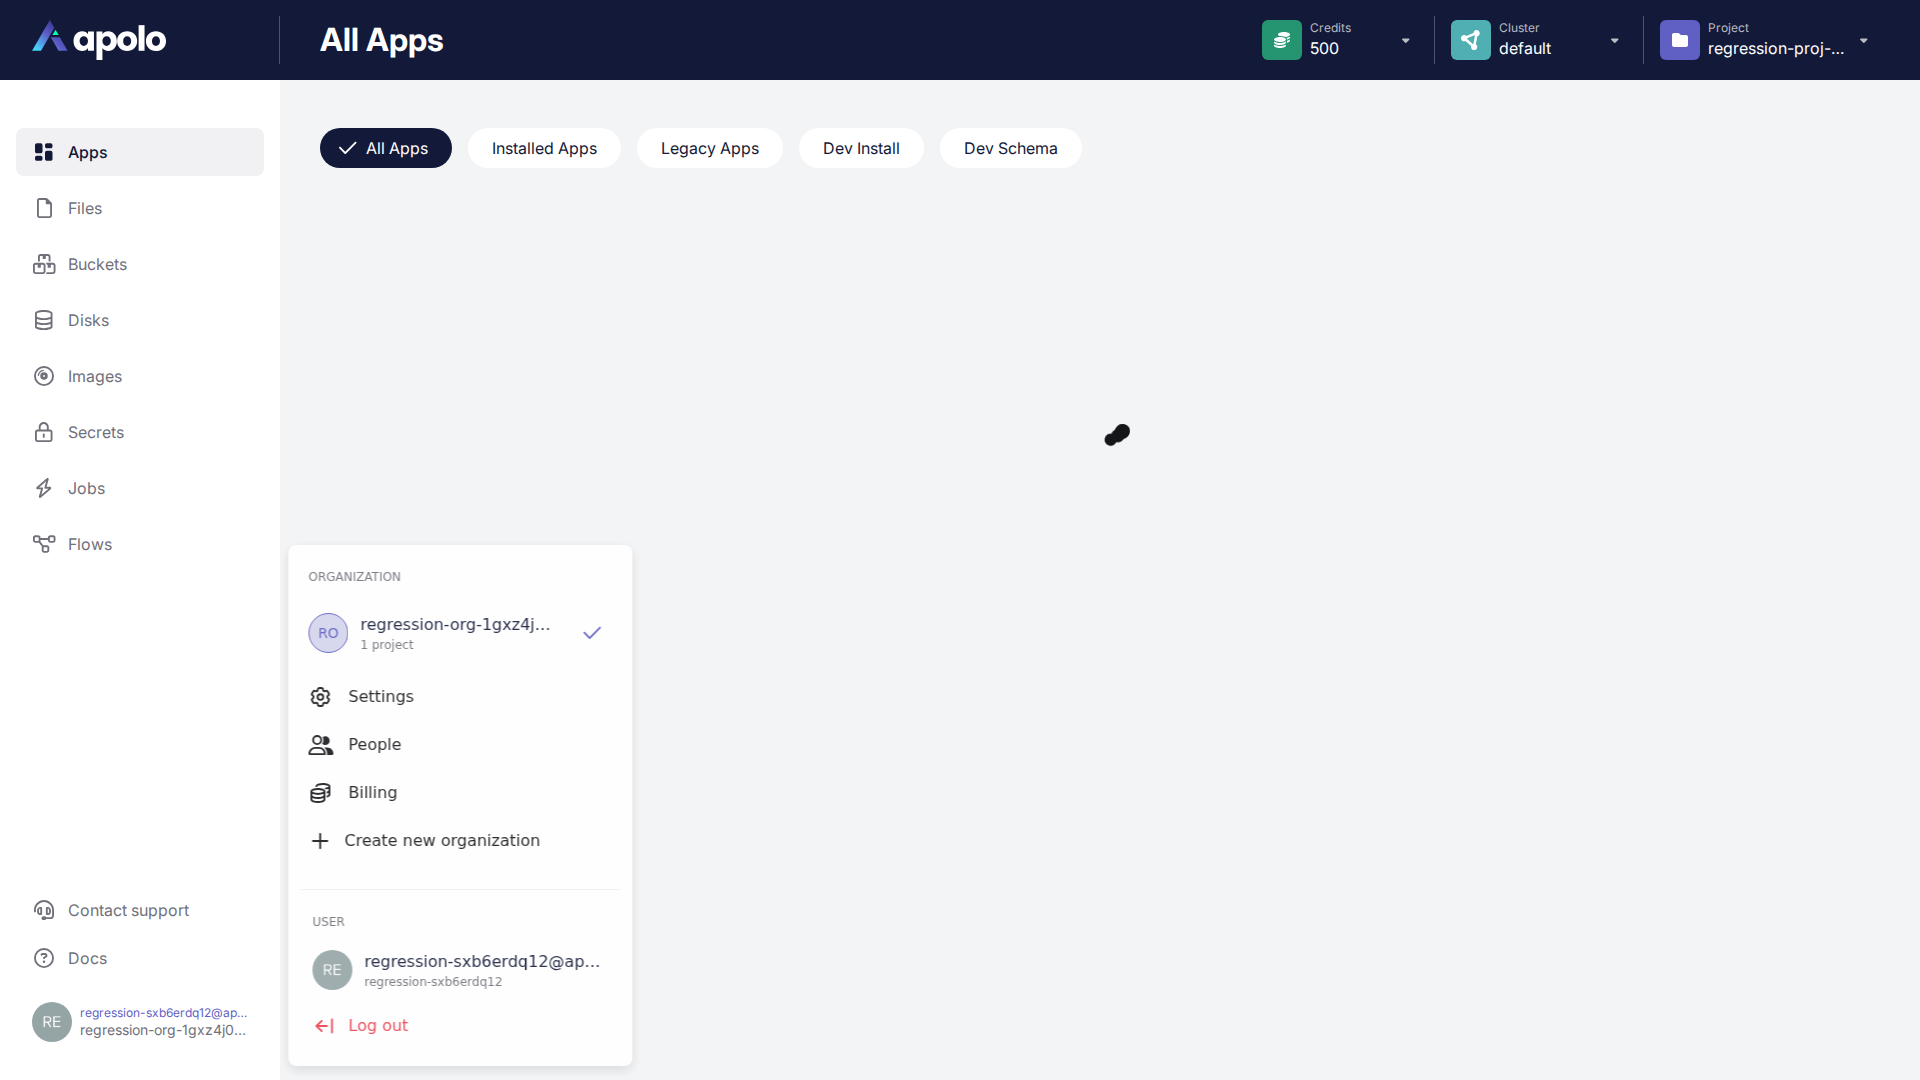 apolo
All Apps
Credits
500
Cluster
default
Project
regression-proj-...
Apps
Files
Buckets
Disks
Images
Secrets
Jobs
Flows
Contact support
Docs
RE
regression-sxb6erdq12@ap...
regression-org-1gxz4j0...
All Apps
Installed Apps
Legacy Apps
Dev Install
Dev Schema
ORGANIZATION
RO
regression-org-1gxz4j...
1 project
Settings
People
Billing
Create new organization
USER
RE
regression-sxb6erdq12@ap...
regression-sxb6erdq12
Log out